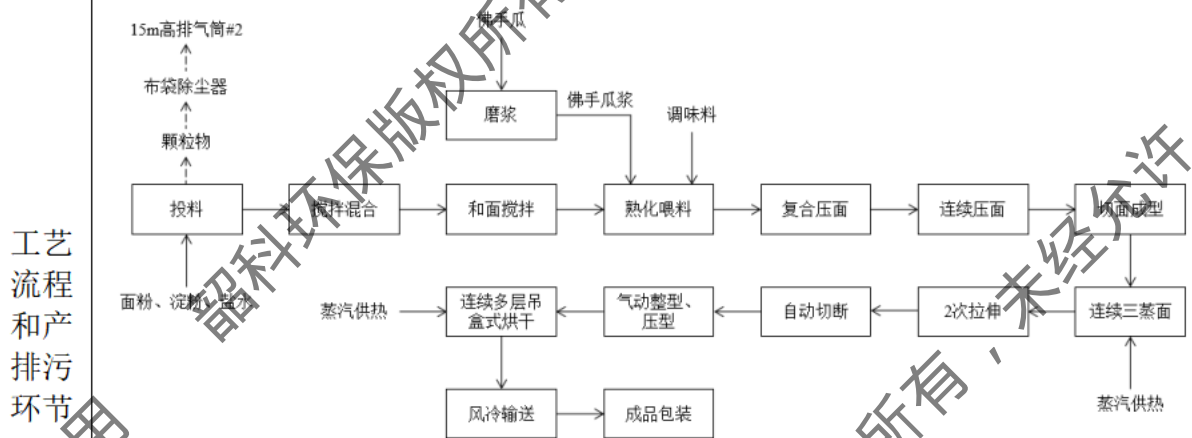 工艺
流程
和产
排污
环节
15m高排气筒#2
布袋除尘器
颗粒物
佛手瓜
磨浆
佛手瓜浆
调味料
投料
搅拌混合
和面搅拌
熟化喂料
复合压面
连续压面
切面成型
面粉、淀粉、盐水
蒸汽供热
连续多层吊
盒式烘干
气动整型、
压型
自动切断
2次拉伸
连续三蒸面
蒸汽供热
风冷输送
成品包装
韶科环保版权所有
所有，未经允许
用